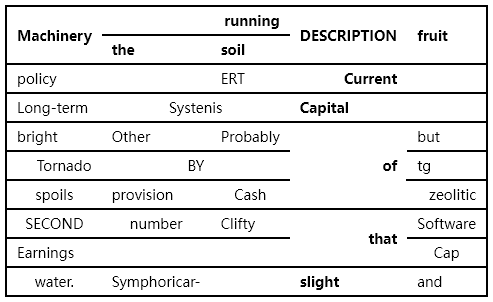 Machinery running DESCRIPTION fruit
the soil
policy ERT Current
Long-term Systenis Capital
bright Other Probably but
Tornado BY of tg
spoils provision Cash zeolitic
SECOND number Clifty that Software
Earnings Cap
water. Symphoricar- slight and